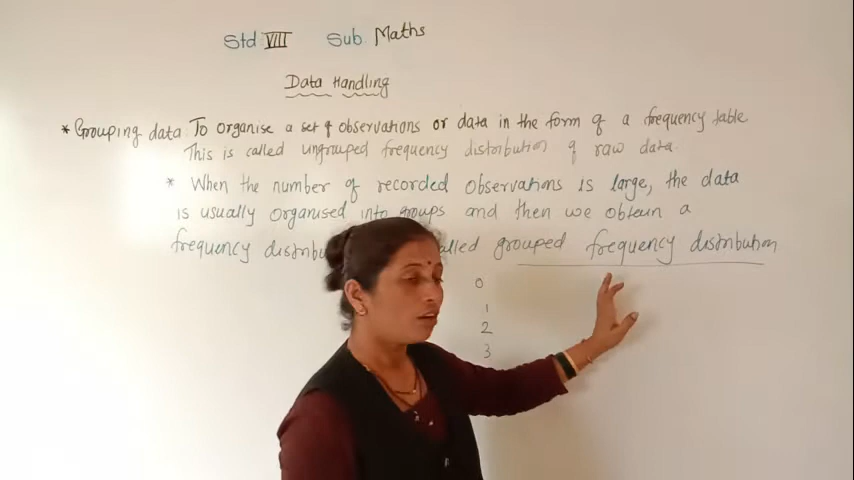 Std VIII Sub Maths
Data Handling
* Grouping data: To organise a set of observations or data in the form of a frequency table
This is called ungrouped frequency distribution of raw data.
* When the number of recorded observations is large, the data
is usually organised into groups and then we obtain a
frequency called grouped frequency distribution
0
1
2
3